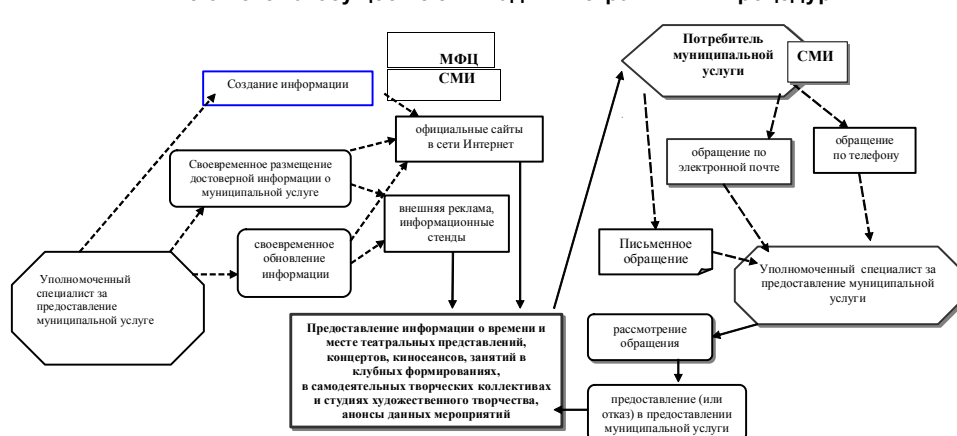 МФЦ
СМИ
Создание информации
официальные сайты
в сети Интернет
Своевременное размещение
достоверной информации о
муниципальной услуге
внешняя реклама,
информационные
стенды
своевременное
обновление
информации
Уполномоченный
специалист за
предоставление
муниципальной услуге
Предоставление информации о времени и
месте театральных представлений,
концертов, киносеансов, занятий в
клубных формированиях,
в самодеятельных творческих коллективах
и студиях художественного творчества,
анонсы данных мероприятий
Потребитель
муниципальной
услуги
СМИ
обращение по
электронной почте
обращение
по телефону
Письменное
обращение
Уполномоченный специалист за
предоставление муниципальной
услуги
рассмотрение
обращения
предоставление (или
отказ) в предоставлении
муниципальной услуги